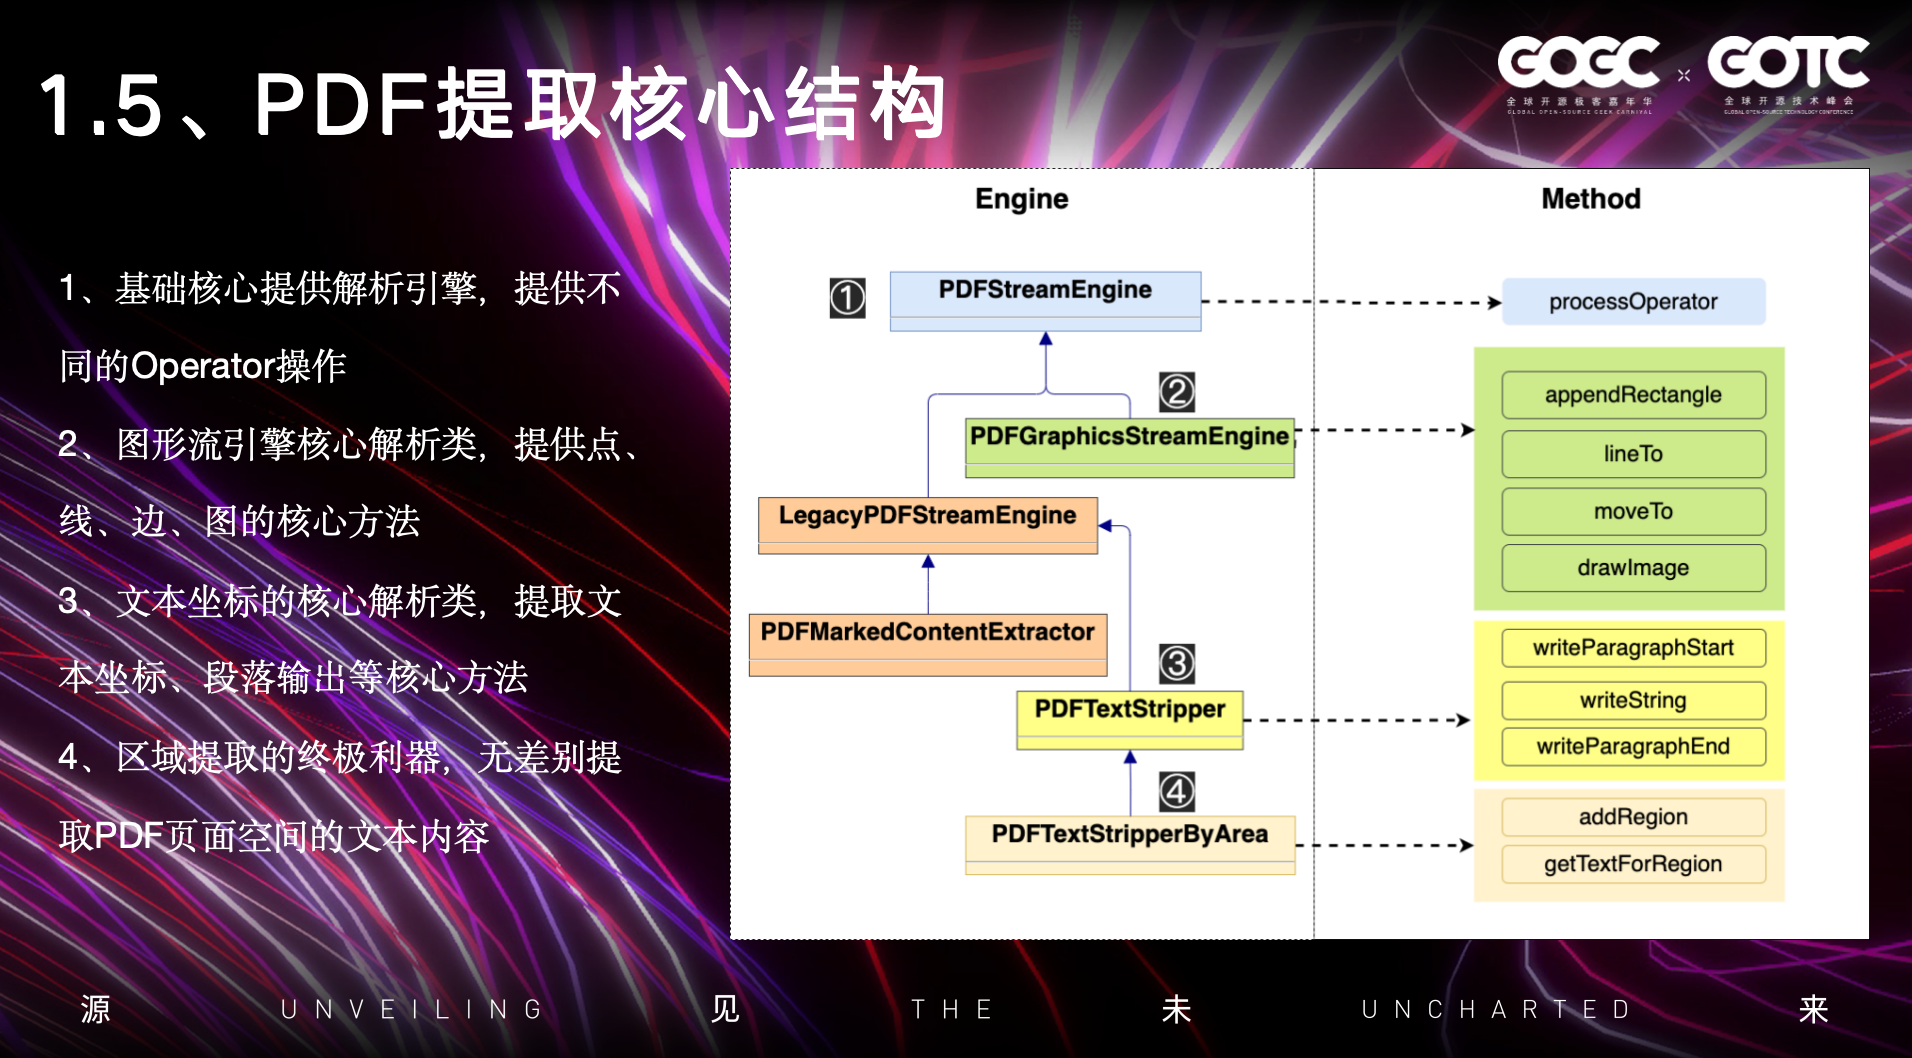 1.5、PDF提取核心结构
GOGC × GOTC
全球开源极客嘉年华
GLOBAL OPEN-SOURCE GEEK CARNIVAL
全球开源技术峰会
GLOBAL OPEN-SOURCE TECHNOLOGY CONFERENCE
1、基础核心提供解析引擎，提供不
同的Operator操作
2、图形流引擎核心解析类，提供点、
线、边、图的核心方法
3、文本坐标的核心解析类，提取文
本坐标、段落输出等核心方法
4、区域提取的终极利器，无差别提
取PDF页面空间的文本内容
Engine
Method
①
PDFStreamEngine
processOperator
②
PDFGraphicsStreamEngine
appendRectangle
lineTo
moveTo
drawImage
LegacyPDFStreamEngine
PDFMarkedContentExtractor
③
PDFTextStripper
writeParagraphStart
writeString
writeParagraphEnd
④
PDFTextStripperByArea
addRegion
getTextForRegion
源 UNVEILING 见 THE 未 UNCHARTED 来